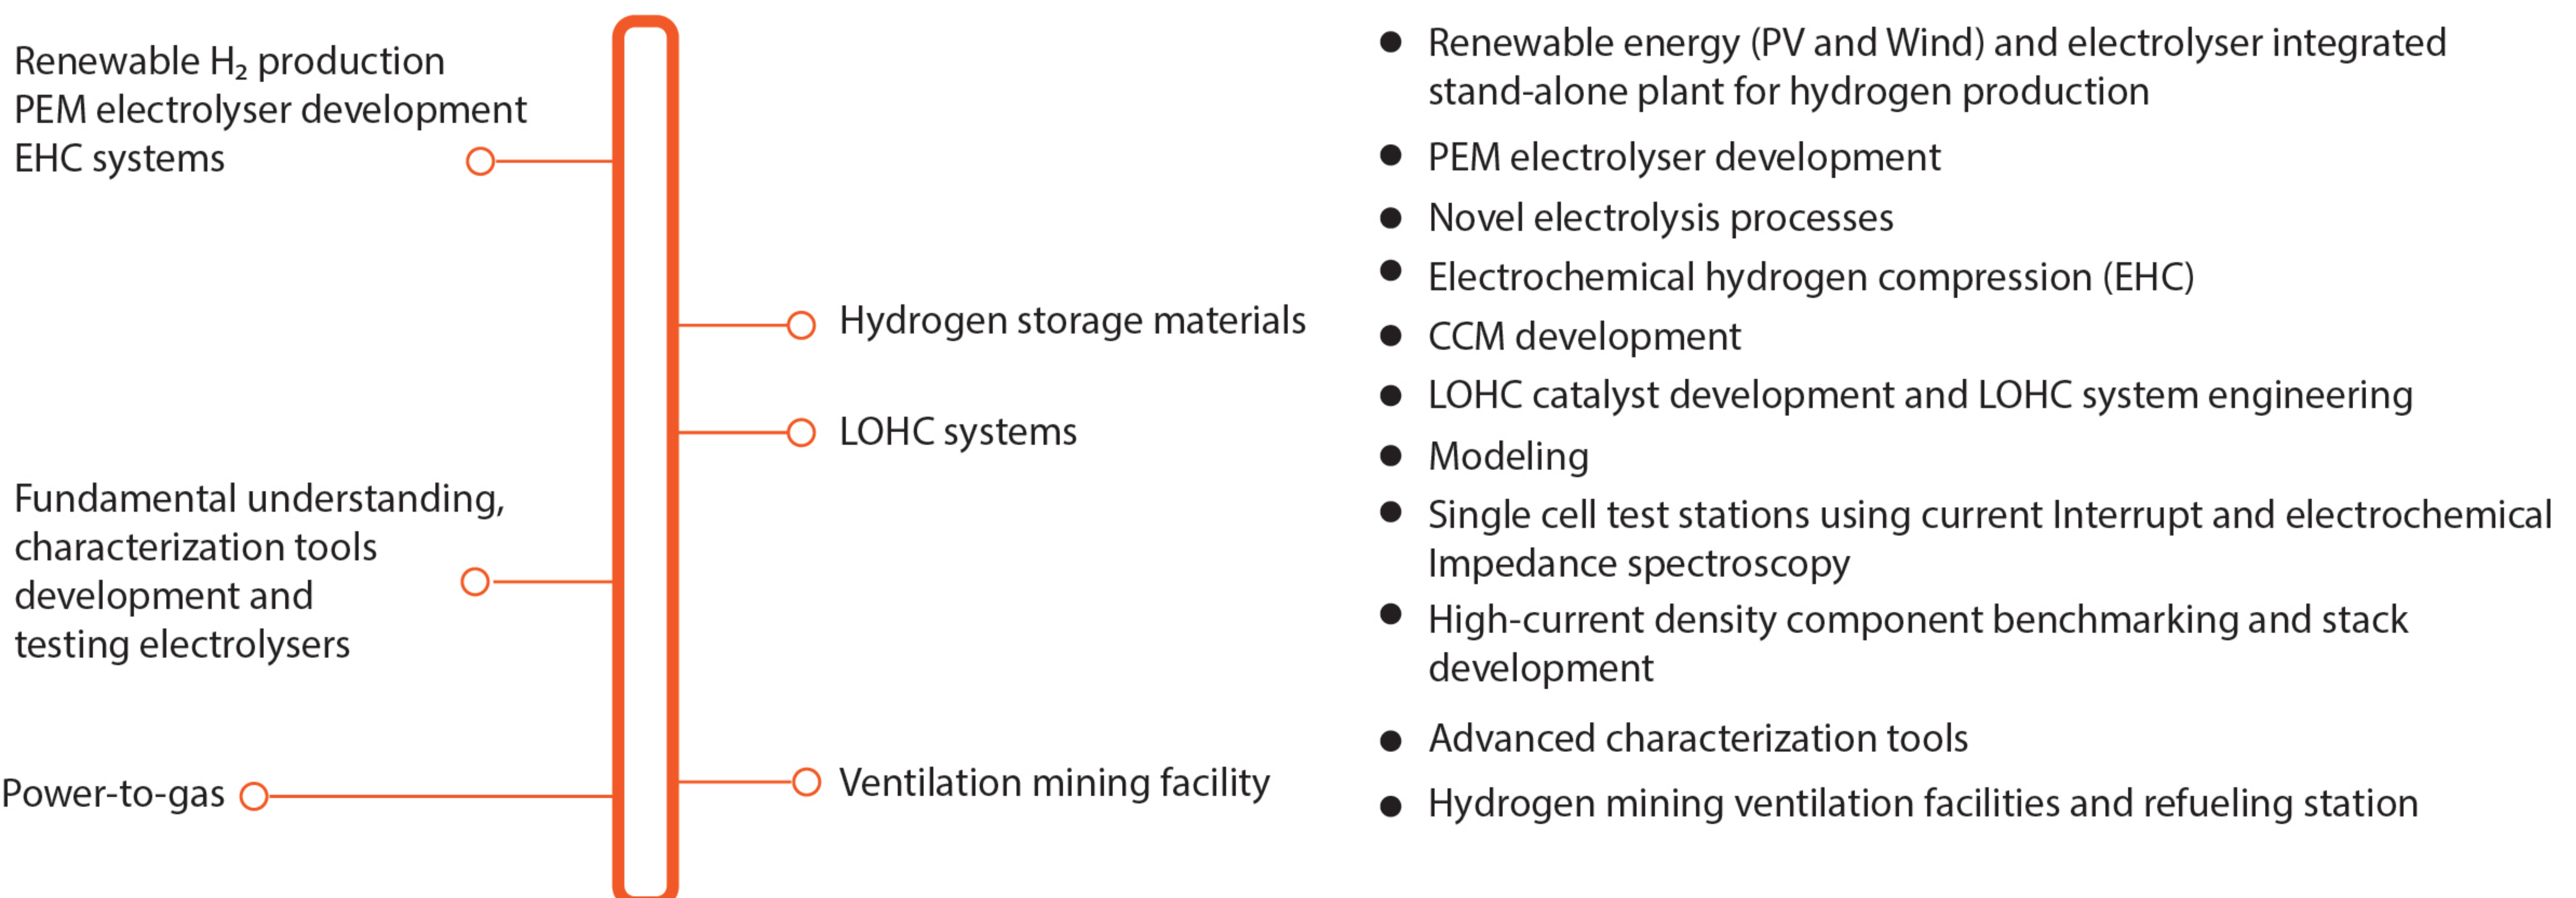 Renewable H₂ production
PEM electrolyser development
EHC systems
Fundamental understanding,
characterization tools
development and
testing electrolysers
Power-to-gas
Hydrogen storage materials
LOHC systems
Ventilation mining facility
● Renewable energy (PV and Wind) and electrolyser integrated
stand-alone plant for hydrogen production
● PEM electrolyser development
● Novel electrolysis processes
● Electrochemical hydrogen compression (EHC)
● CCM development
● LOHC catalyst development and LOHC system engineering
● Modeling
● Single cell test stations using current Interrupt and electrochemical
Impedance spectroscopy
● High-current density component benchmarking and stack
development
● Advanced characterization tools
● Hydrogen mining ventilation facilities and refueling station